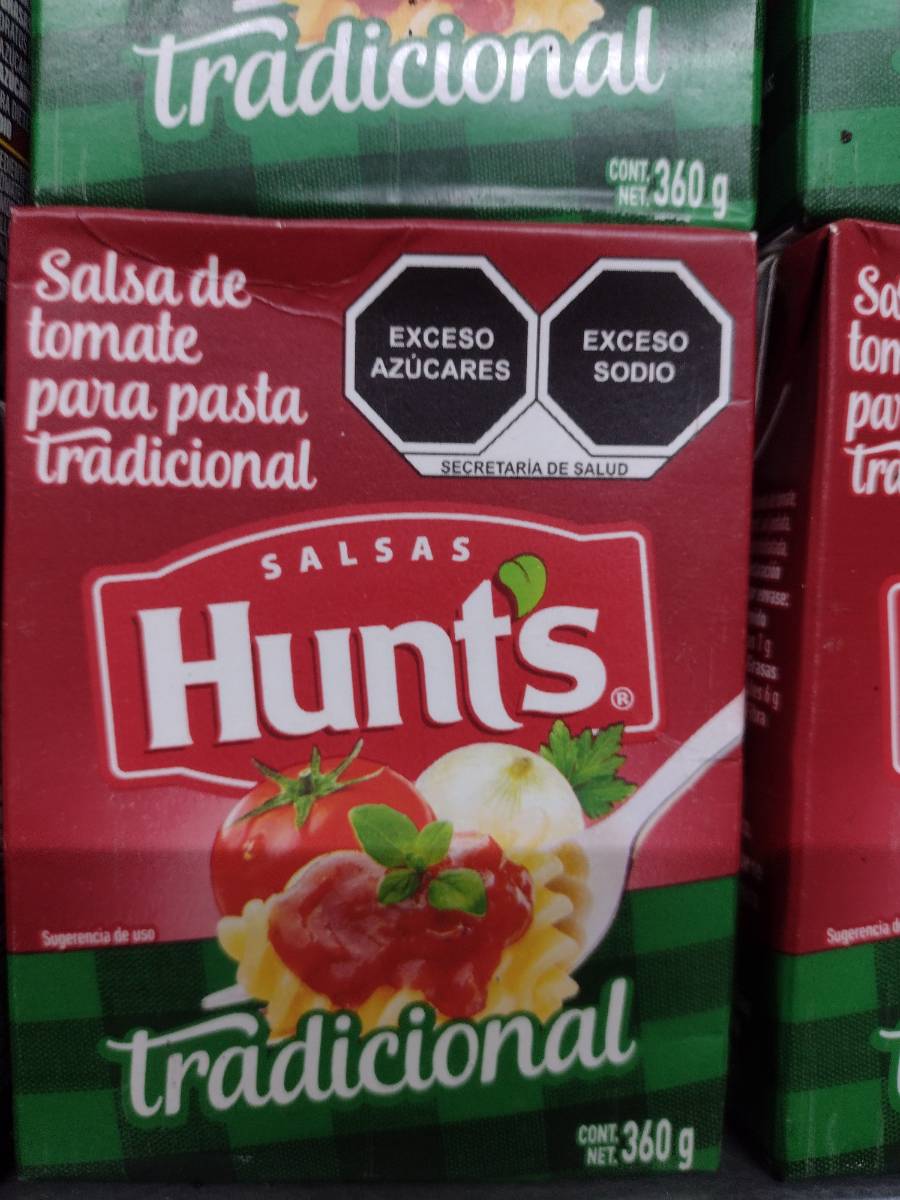 Tradicional
CONT.
NET. 360 g
Salsa de
tomate
para pasta
Tradicional
EXCESO
AZÚCARES
EXCESO
SODIO
SECRETARÍA DE SALUD
SALSAS
Hunt's®
Sugerencia de uso
Tradicional
CONT.
NET. 360 g
Sugerencia